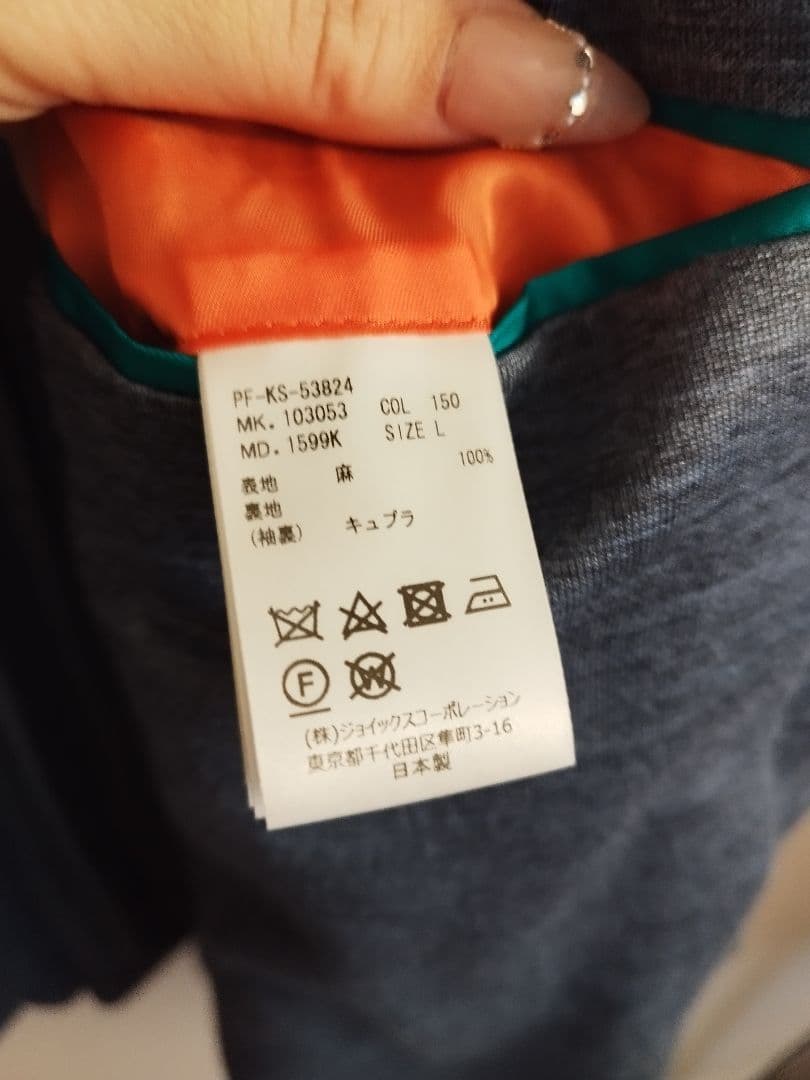 PF-KS-53824
MK. 103053 COL 150
MD. 1599K SIZE L
表地 麻 100%
裏地
(袖裏) キュプラ
F
W
(株)ジョイックスコーポレーション
東京都千代田区隼町3-16
日本製